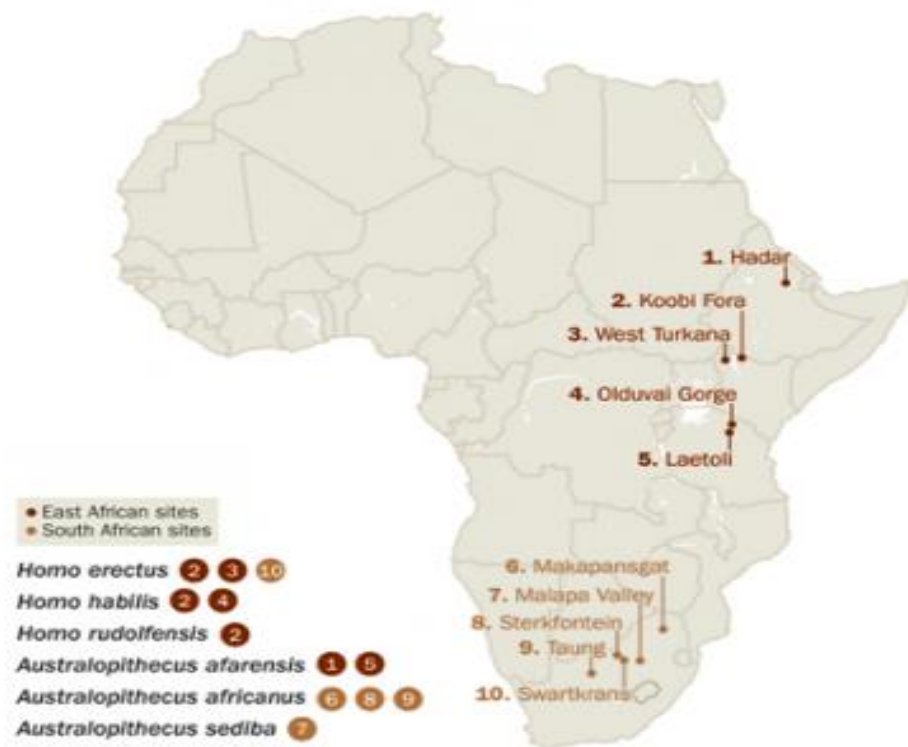 1. Hadar
2. Koobi Fora
3. West Turkana
4. Olduvai Gorge
5. Laetoli
East African sites
South African sites
Homo erectus 2 3 10
Homo habilis 2 4
Homo rudolfensis 2
Australopithecus afarensis 1 5
Australopithecus africanus 6 8 9
Australopithecus sediba 7
6. Makapansgat
7. Malapa Valley
8. Sterkfontein
9. Taung
10. Swartkrans